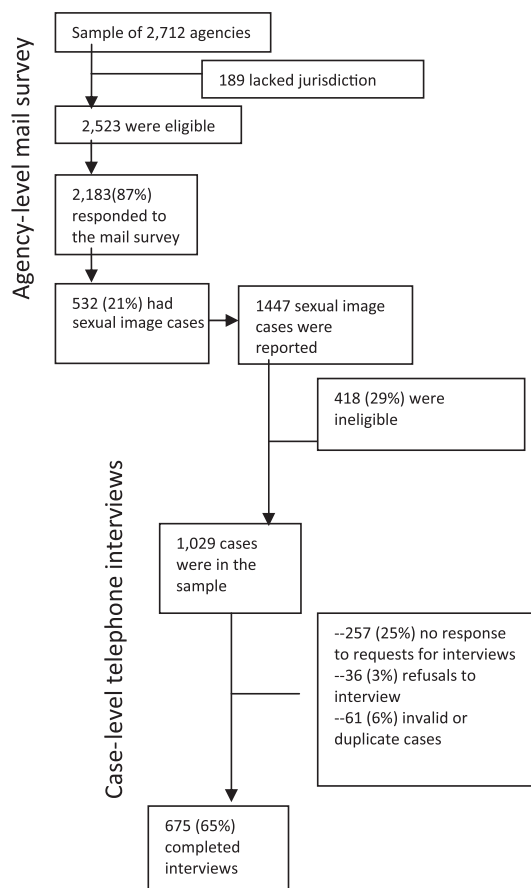 Agency-level mail survey
Sample of 2,712 agencies
189 lacked jurisdiction
2,523 were eligible
2,183(87%)
responded to
the mail survey
532 (21%) had
sexual image cases
1447 sexual image
cases were
reported
418 (29%) were
ineligible
Case-level telephone interviews
1,029 cases
were in the
sample
--257 (25%) no response
to requests for interviews
--36 (3%) refusals to
interview
--61 (6%) invalid or
duplicate cases
675 (65%)
completed
interviews